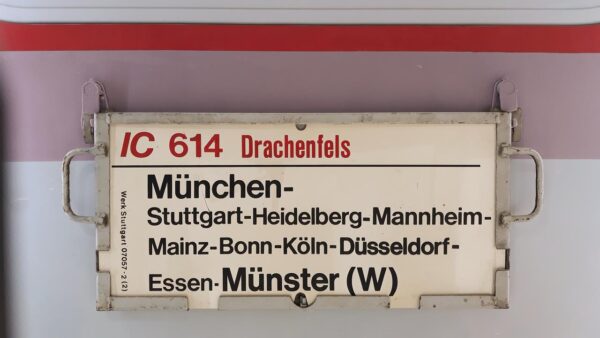 IC 614 Drachenfels
München-
Stuttgart-Heidelberg-Mannheim-
Mainz-Bonn-Köln-Düsseldorf-
Essen-Münster (W)
Werk Stuttgart 07057-2(2)